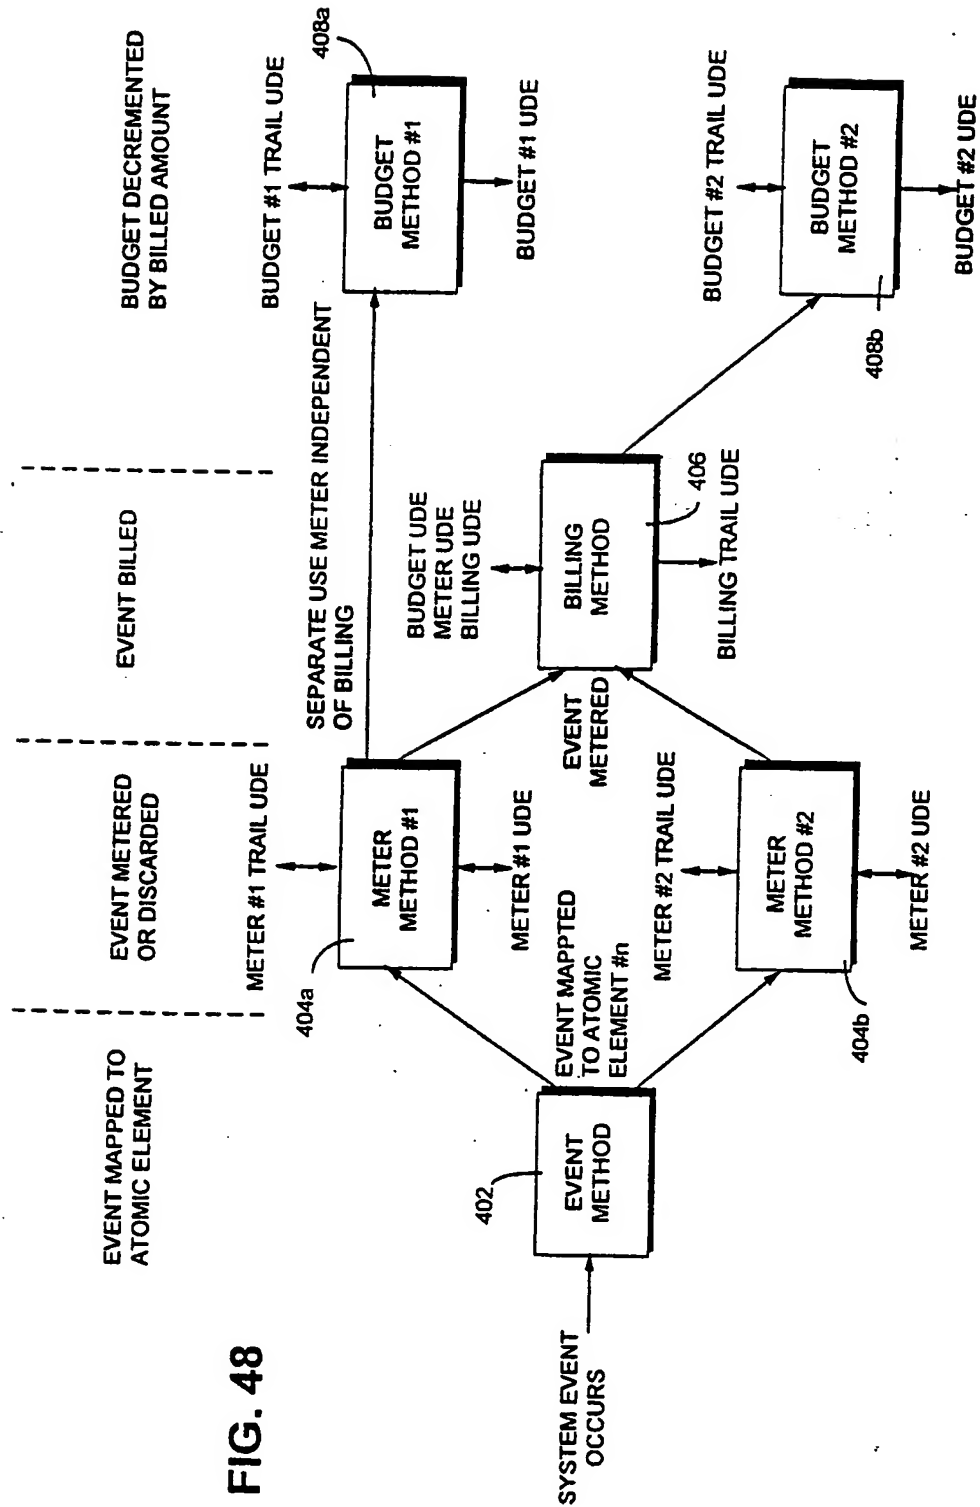 FIG. 48
EVENT MAPPED TO
ATOMIC ELEMENT
EVENT METERED
OR DISCARDED
EVENT BILLED
BUDGET DECREMENTED
BY BILLED AMOUNT
SYSTEM EVENT
OCCURS
402
EVENT
METHOD
EVENT MAPPTED
TO ATOMIC
ELEMENT #n
METER #1 TRAIL UDE
404a
METER
METHOD #1
METER #1 UDE
METER #2 TRAIL UDE
METER
METHOD #2
404b
METER #2 UDE
SEPARATE USE METER INDEPENDENT
OF BILLING
EVENT
METERED
BUDGET UDE
METER UDE
BILLING UDE
BILLING
METHOD
406
BILLING TRAIL UDE
BUDGET #1 TRAIL UDE
408a
BUDGET
METHOD #1
BUDGET #1 UDE
BUDGET #2 TRAIL UDE
BUDGET
METHOD #2
408b
BUDGET #2 UDE